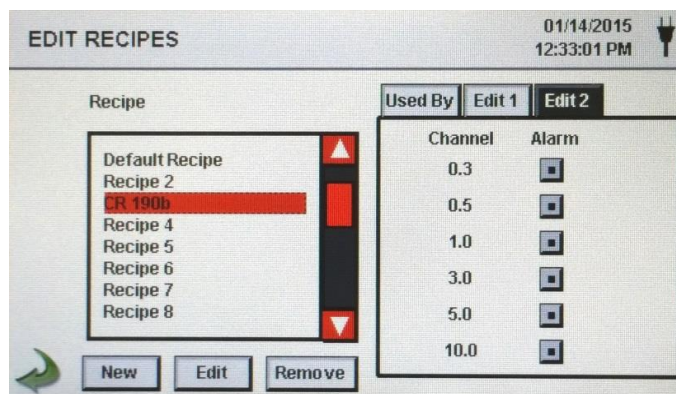 EDIT RECIPES
01/14/2015
12:33:01 PM
Recipe
Default Recipe
Recipe 2
CR 190b
Recipe 4
Recipe 5
Recipe 6
Recipe 7
Recipe 8
New Edit Remove
Used By Edit 1 Edit 2
Channel Alarm
0.3
0.5
1.0
3.0
5.0
10.0